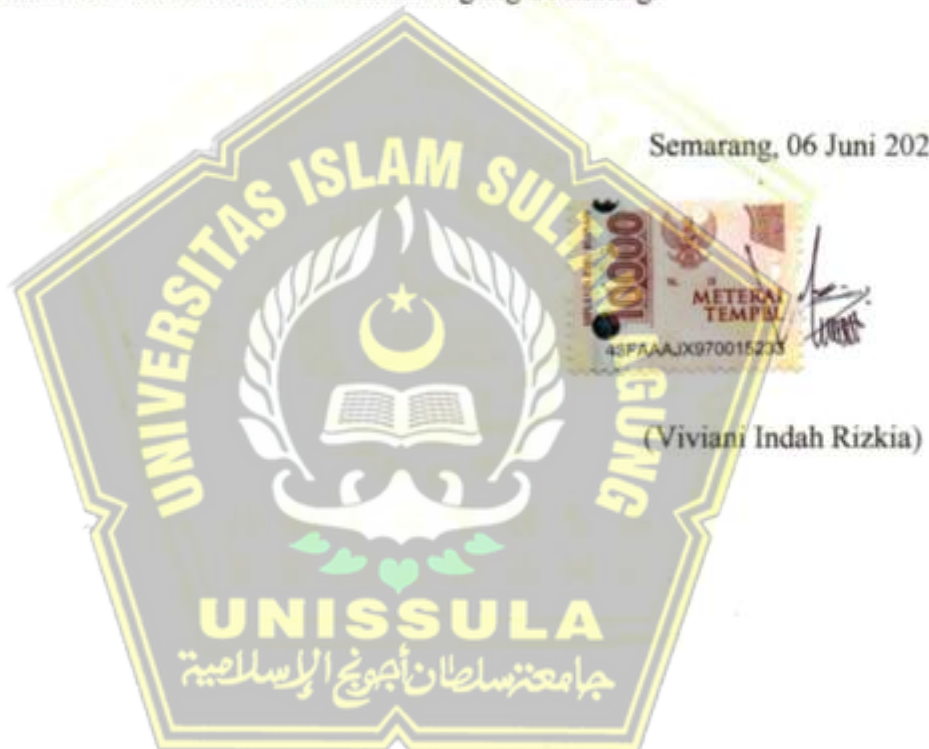 Semarang, 06 Juni 202
UNIVERSITAS ISLAM SULTAN AGUNG
10000
METERAI
TEMPEL
(Viviani Indah Rizkia)
UNISSULA
جامعة سلطان أجونج الإسلامية